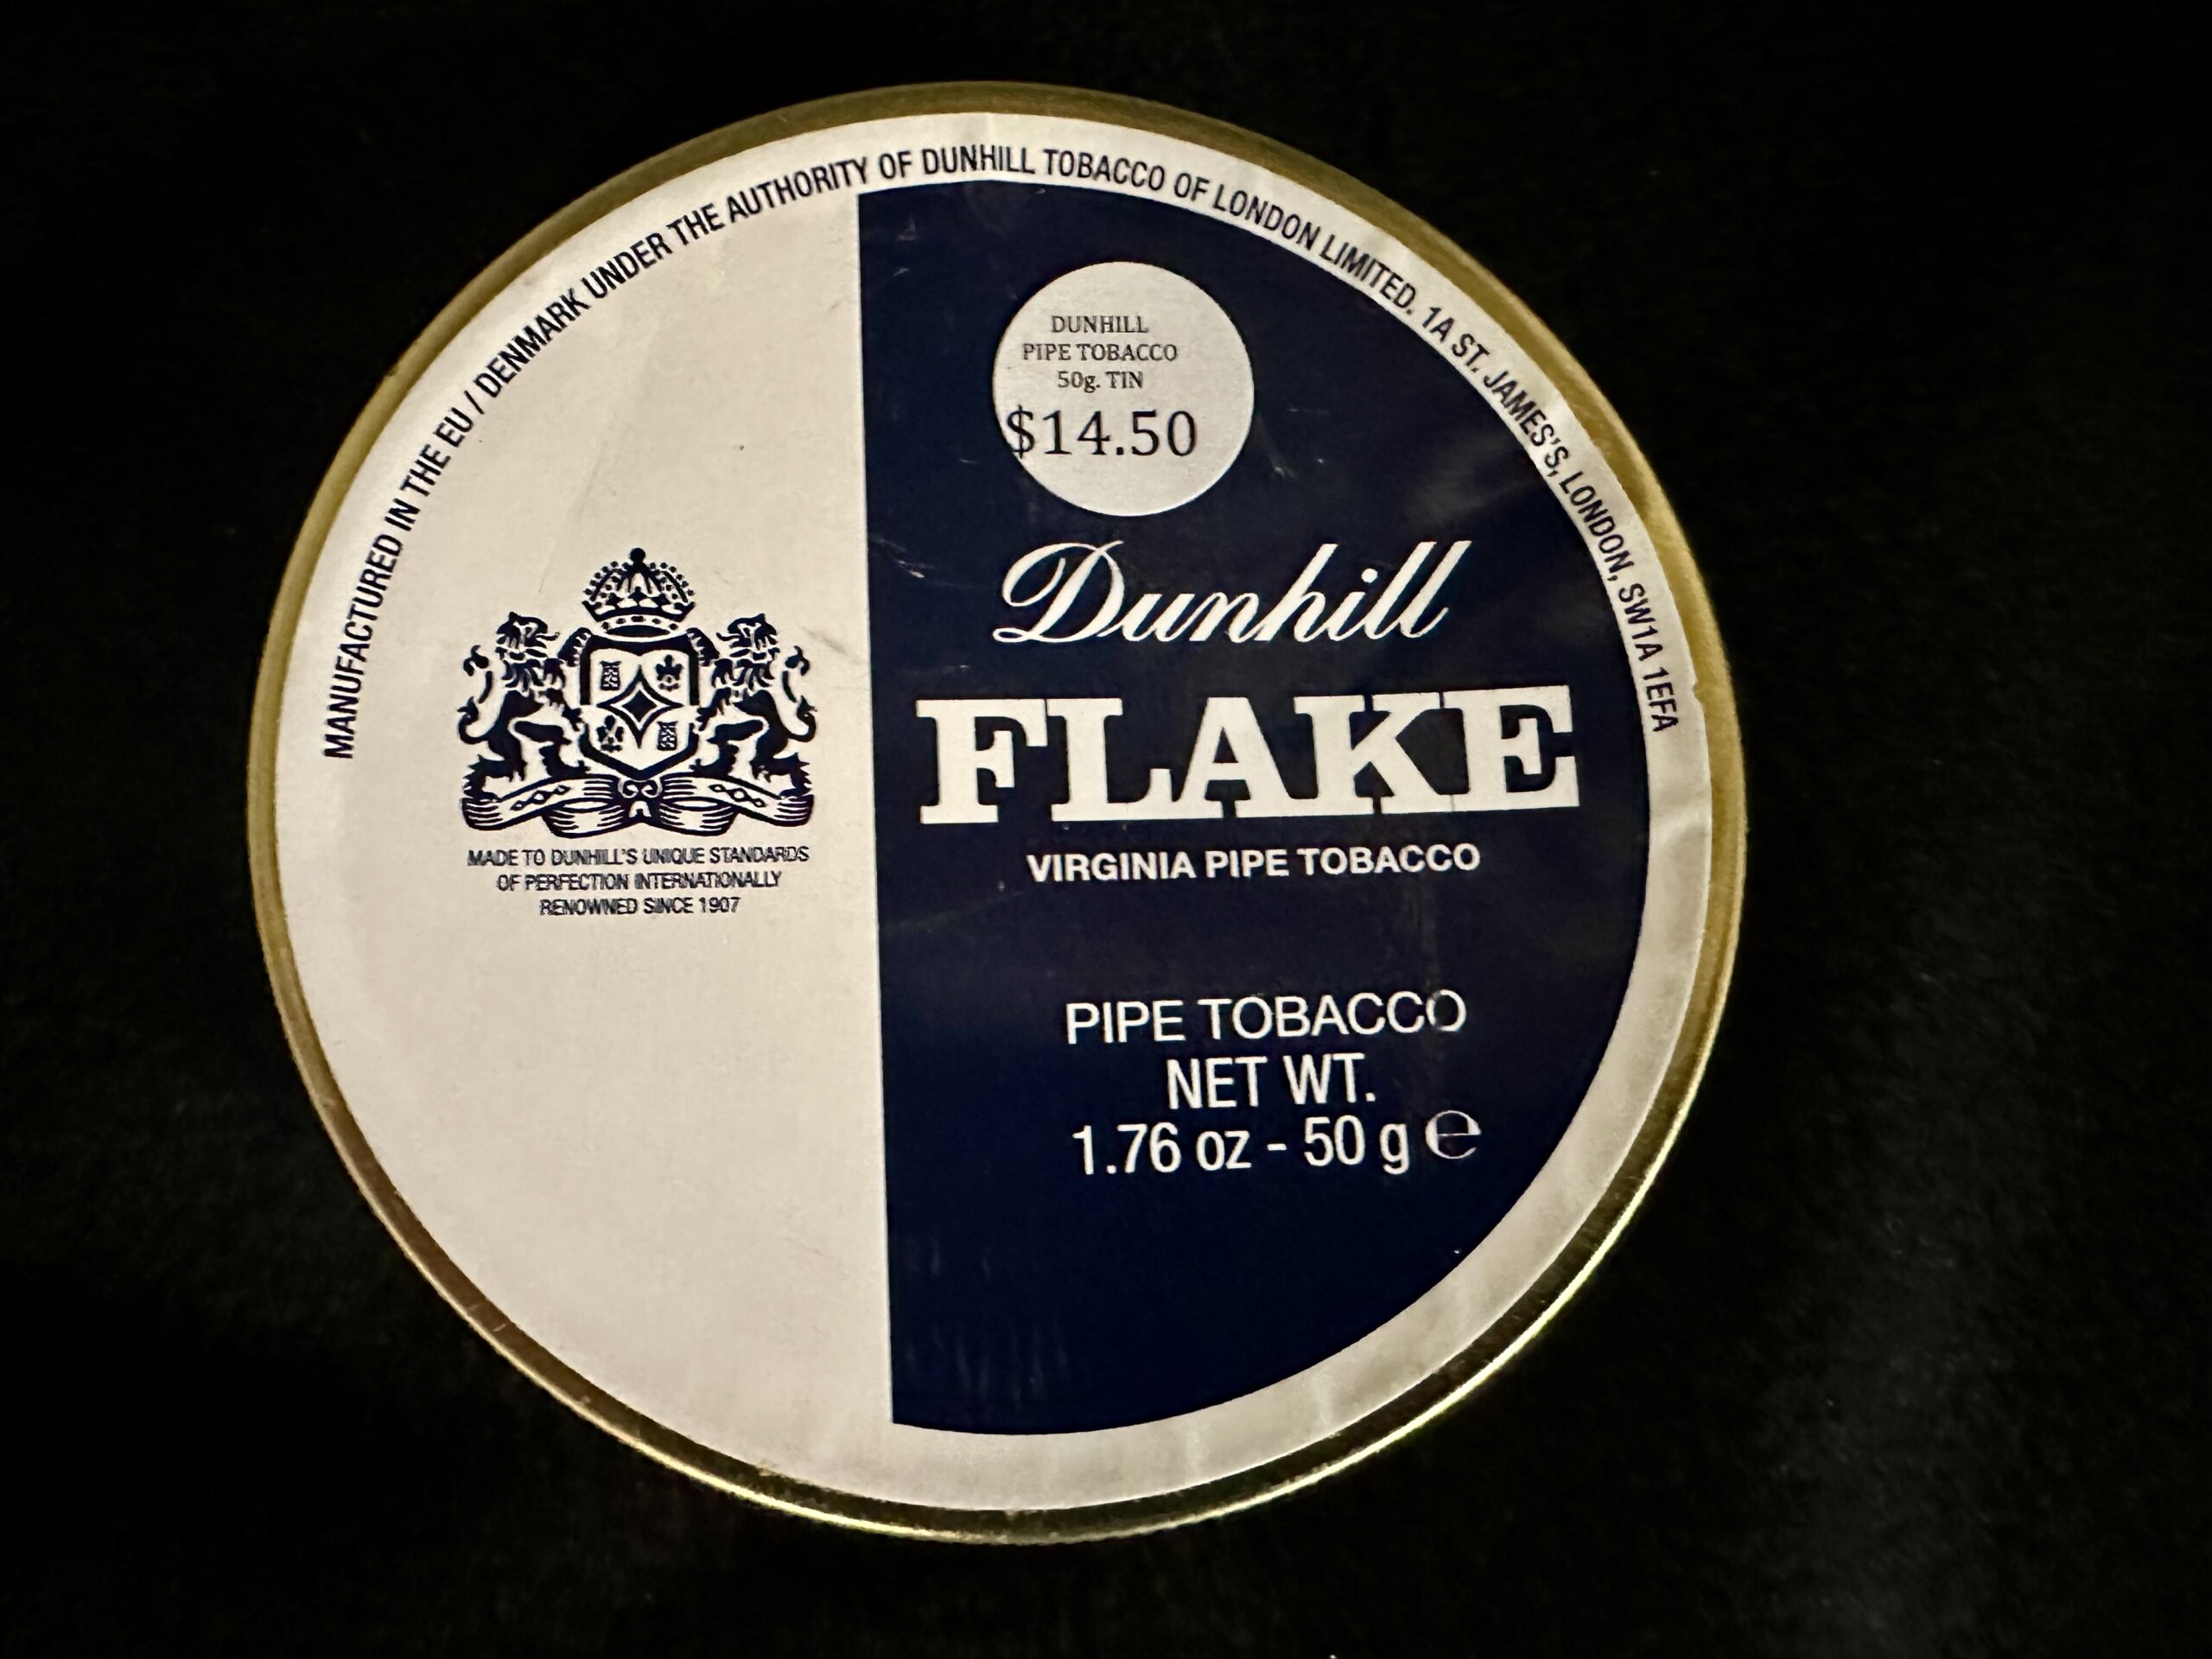 MANUFACTURED IN THE EU / DENMARK UNDER THE AUTHORITY OF DUNHILL TOBACCO OF LONDON LIMITED. 1A ST. JAMES'S, LONDON, SW1A 1EFA
DUNHILL
PIPE TOBACCO
50g. TIN
$14.50
Dunhill
FLAKE
VIRGINIA PIPE TOBACCO
MADE TO DUNHILL'S UNIQUE STANDARDS
OF PERFECTION INTERNATIONALLY
RENOWNED SINCE 1907
PIPE TOBACCO
NET WT.
1.76 oz - 50 g ℮